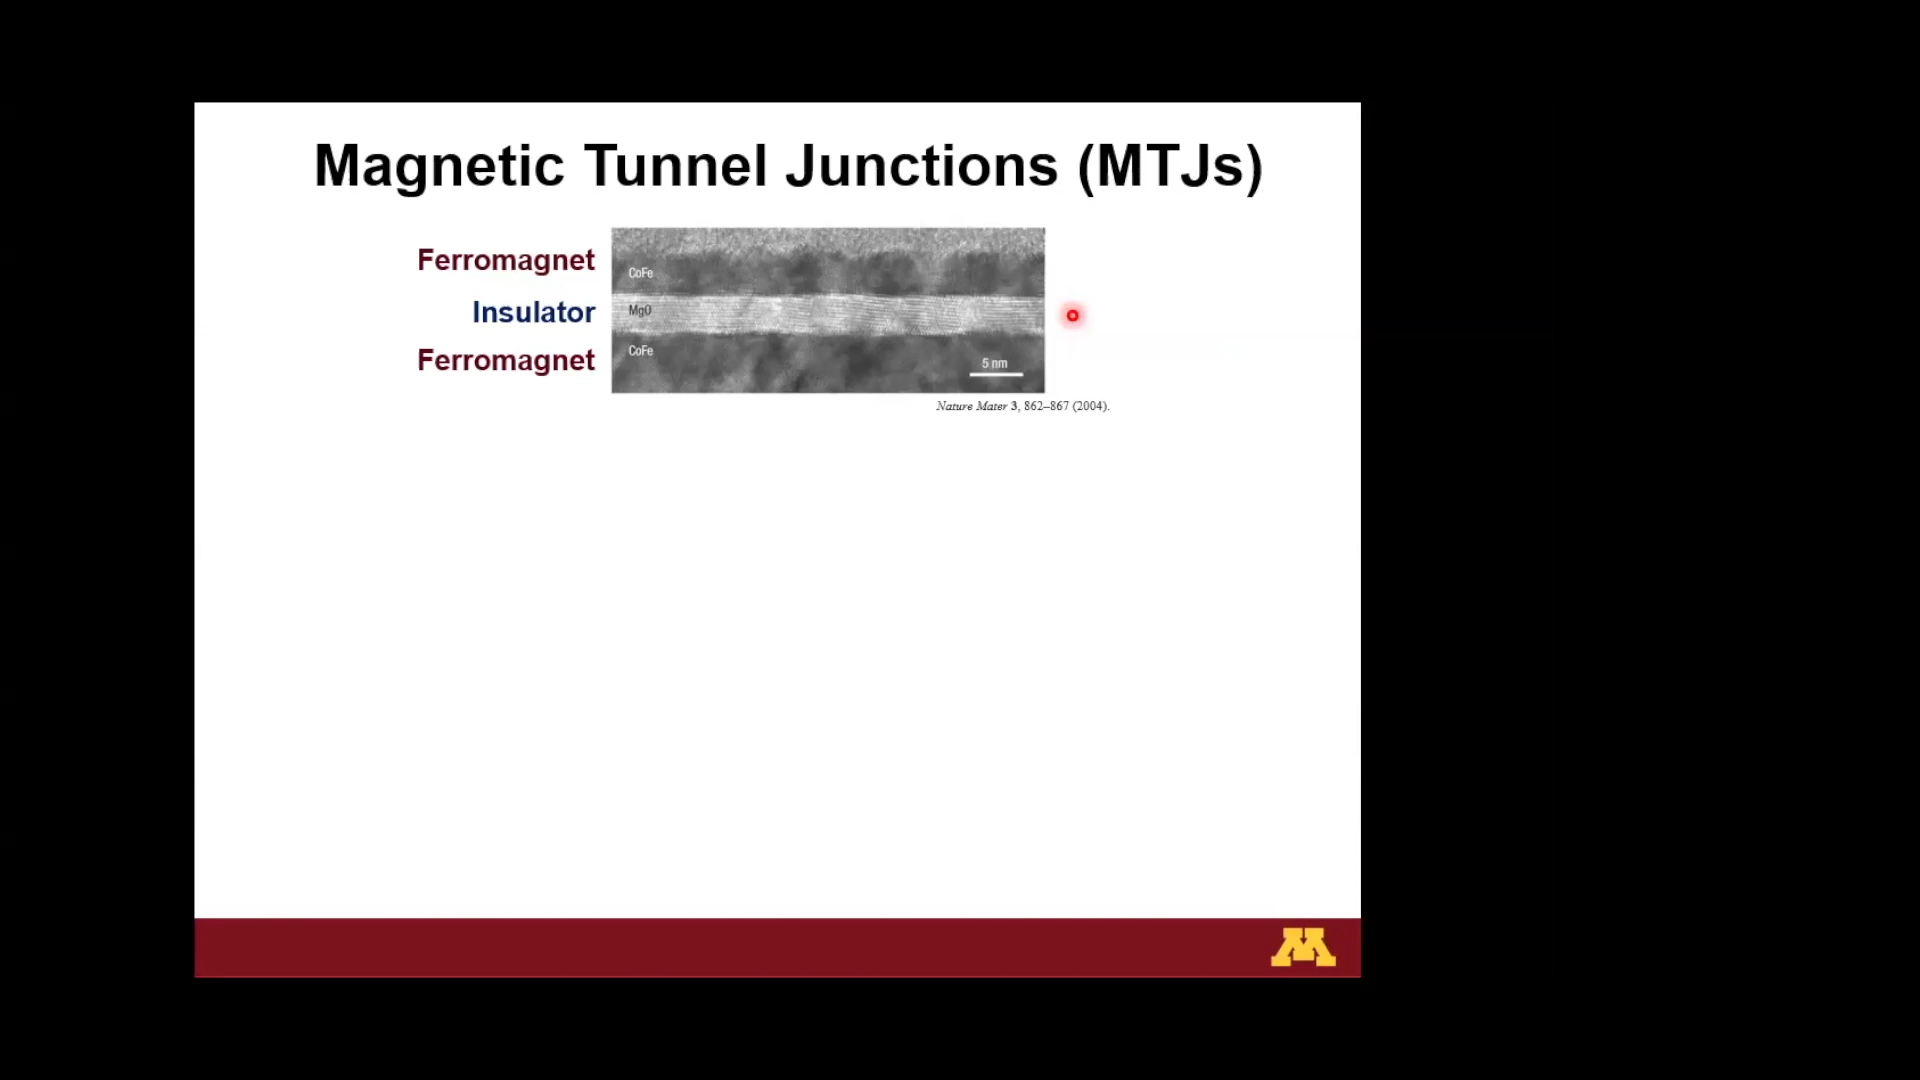 Magnetic Tunnel Junctions (MTJs)
Ferromagnet
CoFe
Insulator
MgO
Ferromagnet
CoFe
5 nm
Nature Mater 3, 862–867 (2004).
M